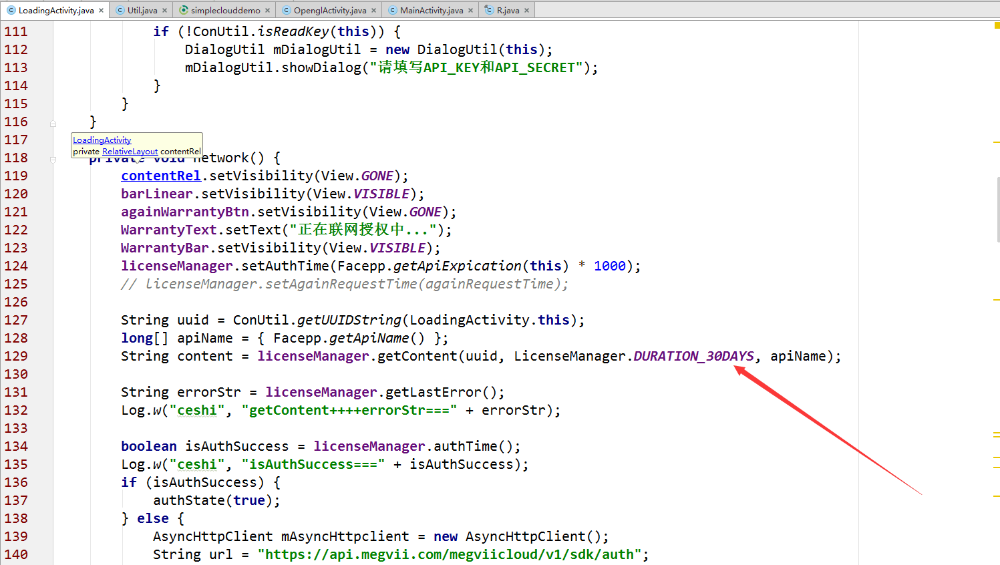 LoadingActivity.java × Util.java × simpleclouddemo × OpenglActivity.java × MainActivity.java × R.java ×
111 if (!ConUtil.isReadKey(this)) {
112 DialogUtil mDialogUtil = new DialogUtil(this);
113 mDialogUtil.showDialog("请填写API_KEY和API_SECRET");
114 }
115 }
116 }
117
LoadingActivity
private RelativeLayout contentRel
118 private void network() {
119 contentRel.setVisibility(View.GONE);
120 barLinear.setVisibility(View.VISIBLE);
121 againWarrantyBtn.setVisibility(View.GONE);
122 WarrantyText.setText("正在联网授权中...");
123 WarrantyBar.setVisibility(View.VISIBLE);
124 licenseManager.setAuthTime(Facepp.getApiExpication(this) * 1000);
125 // licenseManager.setAgainRequestTime(againRequestTime);
126
127 String uuid = ConUtil.getUUIDString(LoadingActivity.this);
128 long[] apiName = { Facepp.getApiName() };
129 String content = licenseManager.getContent(uuid, LicenseManager.DURATION_30DAYS, apiName);
130
131 String errorStr = licenseManager.getLastError();
132 Log.w("ceshi", "getContent++++errorStr===" + errorStr);
133
134 boolean isAuthSuccess = licenseManager.authTime();
135 Log.w("ceshi", "isAuthSuccess===" + isAuthSuccess);
136 if (isAuthSuccess) {
137 authState(true);
138 } else {
139 AsyncHttpClient mAsyncHttpclient = new AsyncHttpClient();
140 String url = "https://api.megvii.com/megviicloud/v1/sdk/auth";